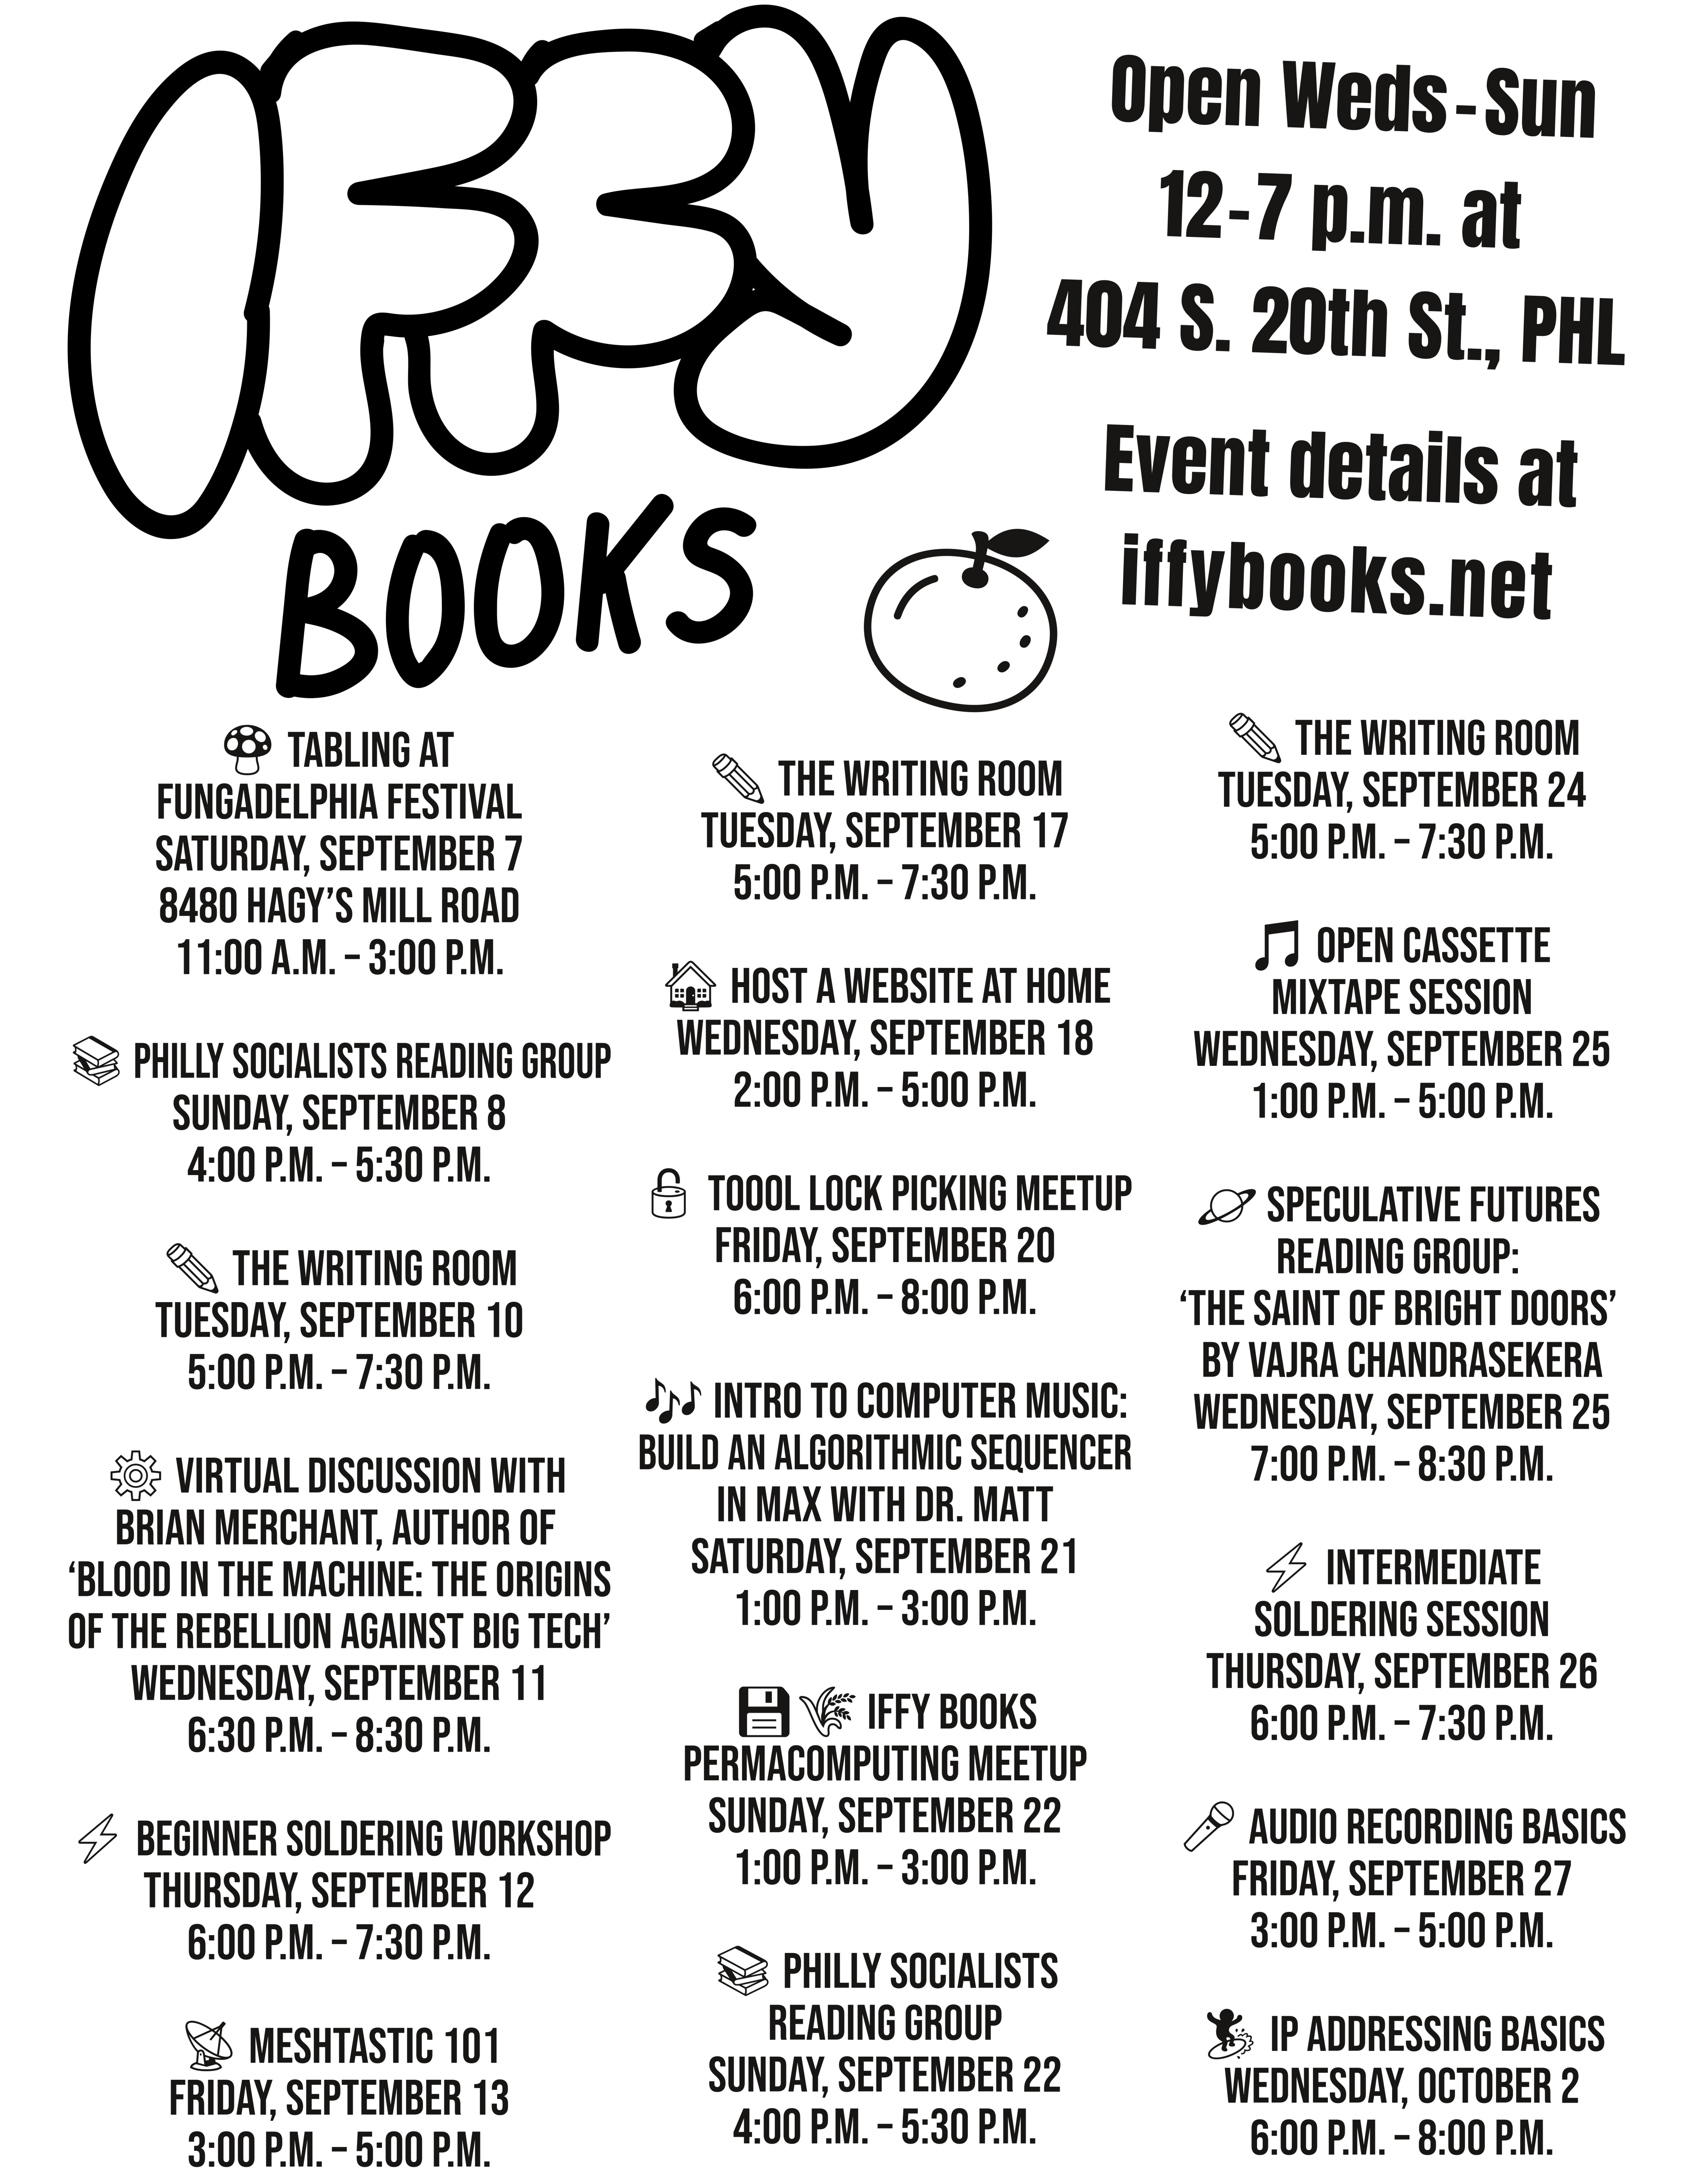 IFFY
BOOKS
Open Weds-Sun
12-7 p.m. at
404 S. 20th St., PHL
Event details at
iffybooks.net
TABLING AT
FUNGADELPHIA FESTIVAL
SATURDAY, SEPTEMBER 7
8480 HAGY'S MILL ROAD
11:00 A.M. – 3:00 P.M.
PHILLY SOCIALISTS READING GROUP
SUNDAY, SEPTEMBER 8
4:00 P.M. – 5:30 P.M.
THE WRITING ROOM
TUESDAY, SEPTEMBER 10
5:00 P.M. – 7:30 P.M.
VIRTUAL DISCUSSION WITH
BRIAN MERCHANT, AUTHOR OF
‘BLOOD IN THE MACHINE: THE ORIGINS
OF THE REBELLION AGAINST BIG TECH’
WEDNESDAY, SEPTEMBER 11
6:30 P.M. – 8:30 P.M.
BEGINNER SOLDERING WORKSHOP
THURSDAY, SEPTEMBER 12
6:00 P.M. – 7:30 P.M.
MESHTASTIC 101
FRIDAY, SEPTEMBER 13
3:00 P.M. – 5:00 P.M.
THE WRITING ROOM
TUESDAY, SEPTEMBER 17
5:00 P.M. – 7:30 P.M.
HOST A WEBSITE AT HOME
WEDNESDAY, SEPTEMBER 18
2:00 P.M. – 5:00 P.M.
TOOOL LOCK PICKING MEETUP
FRIDAY, SEPTEMBER 20
6:00 P.M. – 8:00 P.M.
INTRO TO COMPUTER MUSIC:
BUILD AN ALGORITHMIC SEQUENCER
IN MAX WITH DR. MATT
SATURDAY, SEPTEMBER 21
1:00 P.M. – 3:00 P.M.
IFFY BOOKS
PERMACOMPUTING MEETUP
SUNDAY, SEPTEMBER 22
1:00 P.M. – 3:00 P.M.
PHILLY SOCIALISTS
READING GROUP
SUNDAY, SEPTEMBER 22
4:00 P.M. – 5:30 P.M.
THE WRITING ROOM
TUESDAY, SEPTEMBER 24
5:00 P.M. – 7:30 P.M.
OPEN CASSETTE
MIXTAPE SESSION
WEDNESDAY, SEPTEMBER 25
1:00 P.M. – 5:00 P.M.
SPECULATIVE FUTURES
READING GROUP:
‘THE SAINT OF BRIGHT DOORS’
BY VAJRA CHANDRASEKERA
WEDNESDAY, SEPTEMBER 25
7:00 P.M. – 8:30 P.M.
INTERMEDIATE
SOLDERING SESSION
THURSDAY, SEPTEMBER 26
6:00 P.M. – 7:30 P.M.
AUDIO RECORDING BASICS
FRIDAY, SEPTEMBER 27
3:00 P.M. – 5:00 P.M.
IP ADDRESSING BASICS
WEDNESDAY, OCTOBER 2
6:00 P.M. – 8:00 P.M.